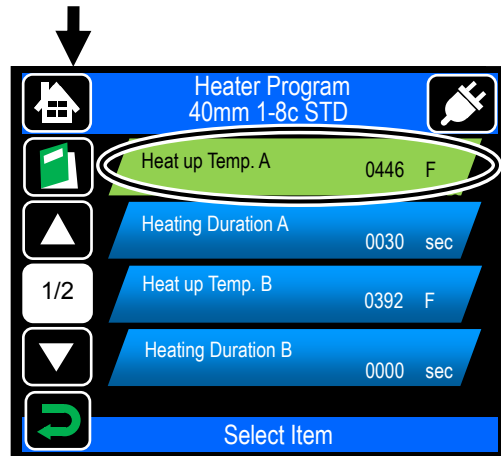 Heater Program
40mm 1-8c STD
Heat up Temp. A 0446 F
Heating Duration A 0030 sec
1/2
Heat up Temp. B 0392 F
Heating Duration B 0000 sec
Select Item